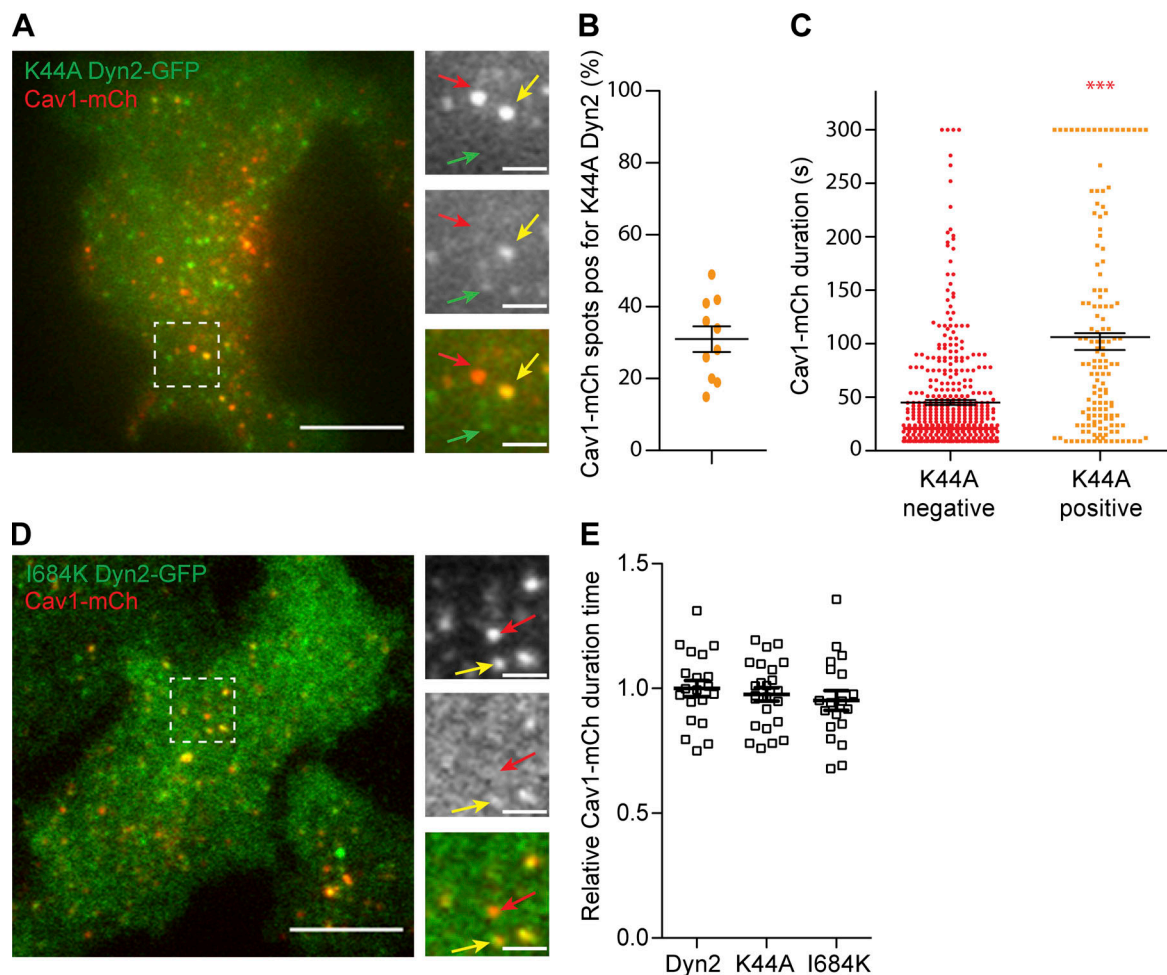 A
K44A Dyn2-GFP
Cav1-mCh
B
Cav1-mCh spots pos for K44A Dyn2 (%)
100
80
60
40
20
0
C
***
Cav1-mCh duration (s)
300
250
200
150
100
50
0
K44A
negative
K44A
positive
D
I684K Dyn2-GFP
Cav1-mCh
E
Relative Cav1-mCh duration time
1.5
1.0
0.5
0.0
Dyn2 K44A I684K